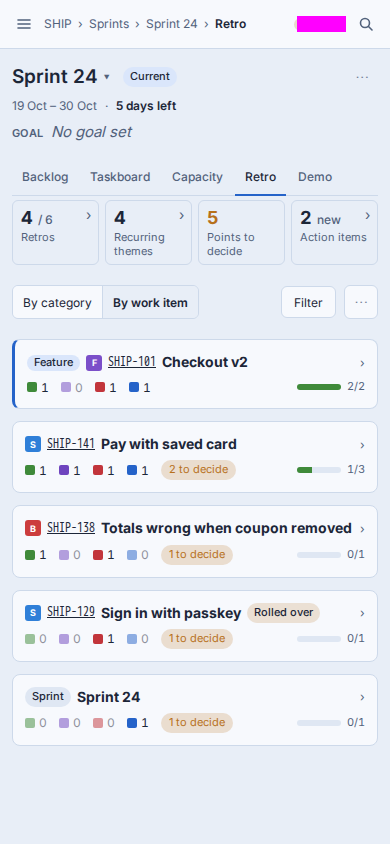 SHIP › Sprints › Sprint 24 › Retro
Sprint 24 ▾ Current ...
19 Oct – 30 Oct · 5 days left
GOAL No goal set
Backlog Taskboard Capacity Retro Demo
4 / 6 › 4 › 5 2 new ›
Retros Recurring themes Points to decide Action items
By category By work item Filter ...
Feature F SHIP-101 Checkout v2 ›
1 0 1 1 2/2
S SHIP-141 Pay with saved card ›
1 1 1 1 2 to decide 1/3
B SHIP-138 Totals wrong when coupon removed ›
1 0 1 0 1 to decide 0/1
S SHIP-129 Sign in with passkey Rolled over ›
0 0 1 0 1 to decide 0/1
Sprint Sprint 24 ›
0 0 0 1 1 to decide 0/1